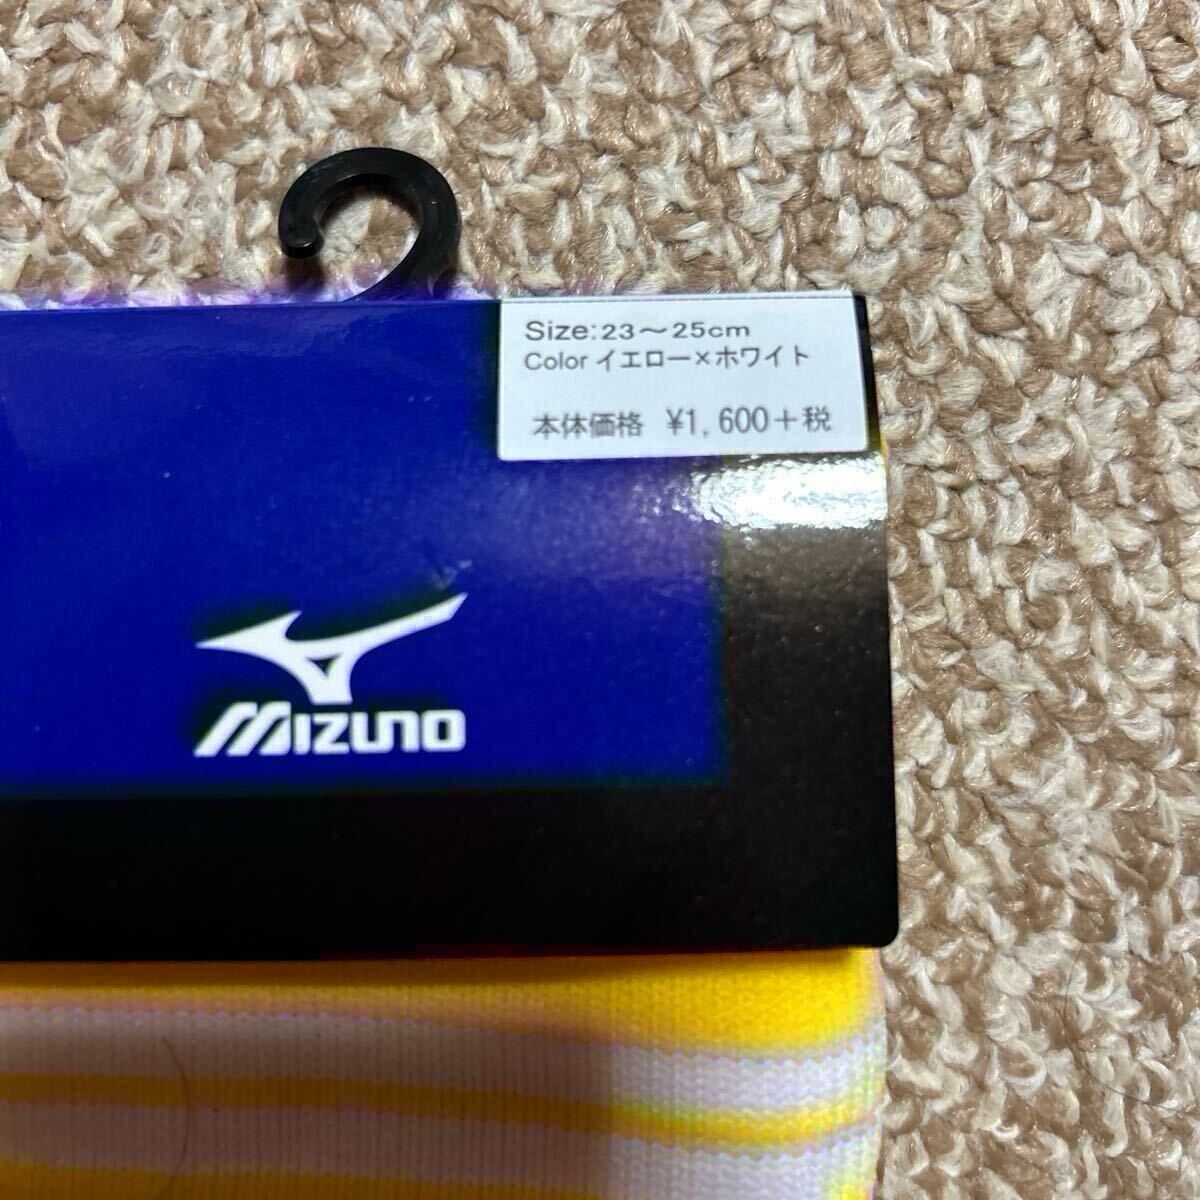 Size:23～25cm
Color イエロー×ホワイト
本体価格 ¥1,600+税
MIZUNO